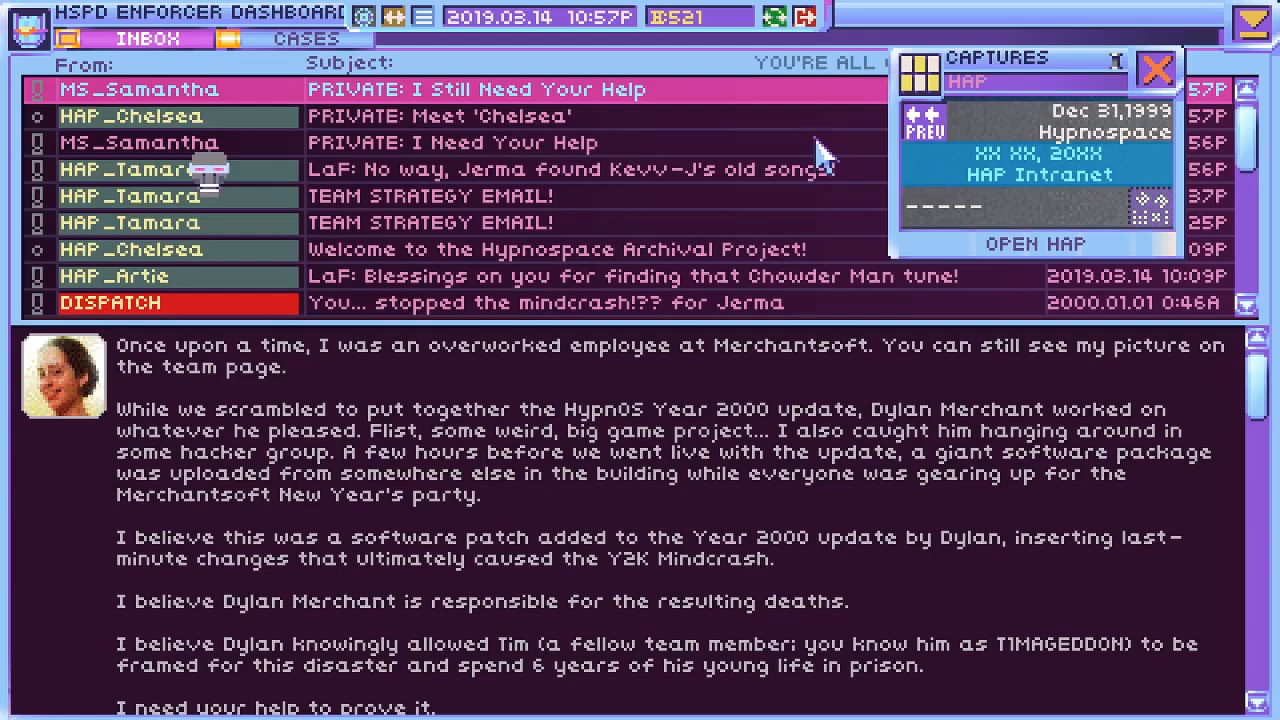 HSPD ENFORCER DASHBOARD
2019.03.14 10:57P
521
INBOX
CASES
From:
Subject:
YOU'RE ALL
MS_Samantha PRIVATE: I Still Need Your Help 57P
HAP_Chelsea PRIVATE: Meet 'Chelsea' 57P
MS_Samantha PRIVATE: I Need Your Help 56P
HAP_Tamara LaF: No way, Jerma found Kevv-J's old songs 56P
HAP_Tamara TEAM STRATEGY EMAIL! 37P
HAP_Tamara TEAM STRATEGY EMAIL! 25P
HAP_Chelsea Welcome to the Hypnospace Archival Project! 09P
HAP_Artie LaF: Blessings on you for finding that Chowder Man tune! 2019.03.14 10:09P
DISPATCH You... stopped the mindcrash!?? for Jerma 2000.01.01 0:46A
CAPTURES
HAP
PREV
Dec 31,1999
Hypnospace
XX XX, 20XX
HAP Intranet
-----
OPEN HAP
Once upon a time, I was an overworked employee at Merchantsoft. You can still see my picture on
the team page.
While we scrambled to put together the HypnOS Year 2000 update, Dylan Merchant worked on
whatever he pleased. Flist, some weird, big game project... I also caught him hanging around in
some hacker group. A few hours before we went live with the update, a giant software package
was uploaded from somewhere else in the building while everyone was gearing up for the
Merchantsoft New Year's party.
I believe this was a software patch added to the Year 2000 update by Dylan, inserting last-
minute changes that ultimately caused the Y2K Mindcrash.
I believe Dylan Merchant is responsible for the resulting deaths.
I believe Dylan knowingly allowed Tim (a fellow team member; you know him as T1MAGEDDON) to be
framed for this disaster and spend 6 years of his young life in prison.
I need your help to prove it.